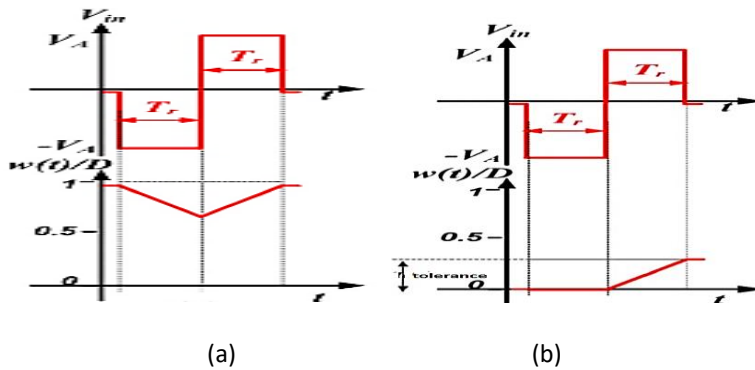 V_in
V_A
T_r
T_r
t
-V_A
w(t)/D
1
0.5
0
t
(a)
V_in
V_A
T_r
T_r
t
-V_A
w(t)/D
1
0.5
tolerance
0
t
(b)